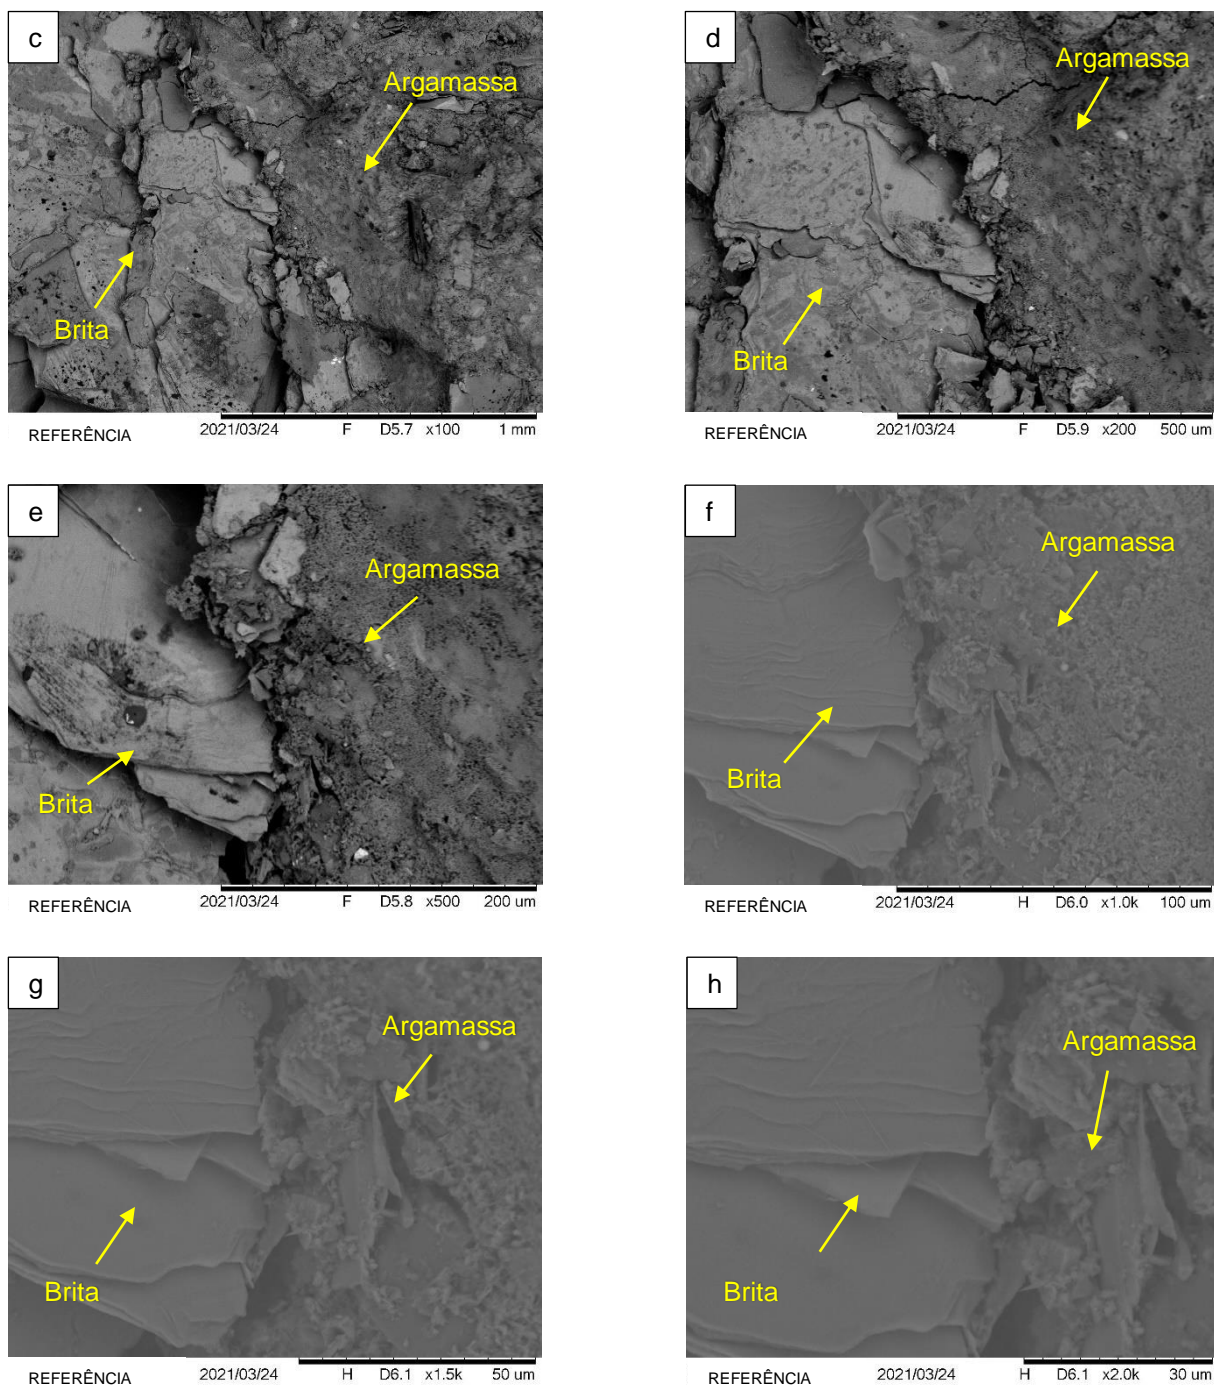 c
Argamassa
Brita
REFERÊNCIA 2021/03/24 F D5.7 x100 1 mm
d
Argamassa
Brita
REFERÊNCIA 2021/03/24 F D5.9 x200 500 um
e
Argamassa
Brita
REFERÊNCIA 2021/03/24 F D5.8 x500 200 um
f
Argamassa
Brita
REFERÊNCIA 2021/03/24 H D6.0 x1.0k 100 um
g
Argamassa
Brita
REFERÊNCIA 2021/03/24 H D6.1 x1.5k 50 um
h
Argamassa
Brita
REFERÊNCIA 2021/03/24 H D6.1 x2.0k 30 um